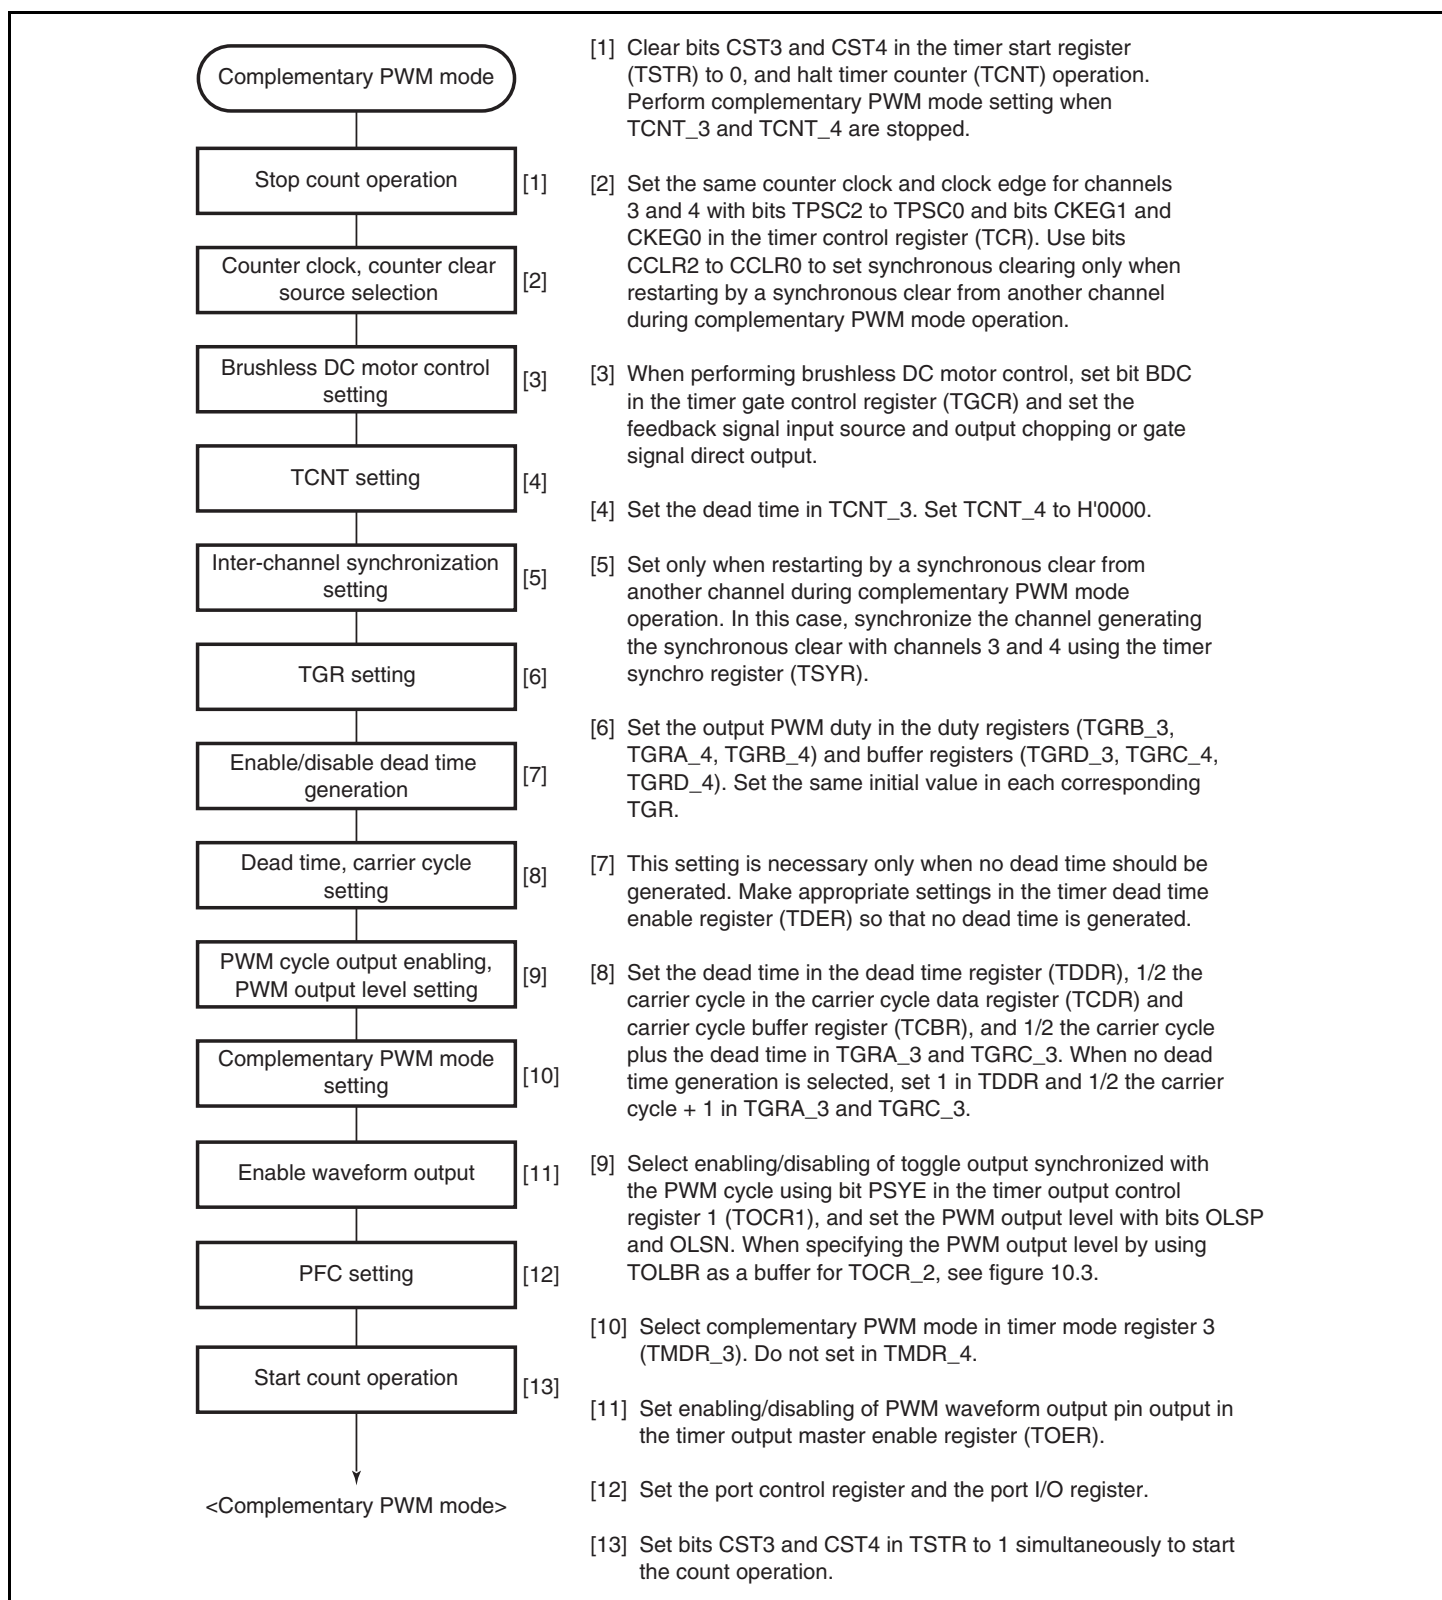 Complementary PWM mode
Stop count operation
[1]
Counter clock, counter clear
source selection
[2]
Brushless DC motor control
setting
[3]
TCNT setting
[4]
Inter-channel synchronization
setting
[5]
TGR setting
[6]
Enable/disable dead time
generation
[7]
Dead time, carrier cycle
setting
[8]
PWM cycle output enabling,
PWM output level setting
[9]
Complementary PWM mode
setting
[10]
Enable waveform output
[11]
PFC setting
[12]
Start count operation
[13]
<Complementary PWM mode>
[1] Clear bits CST3 and CST4 in the timer start register
(TSTR) to 0, and halt timer counter (TCNT) operation.
Perform complementary PWM mode setting when
TCNT_3 and TCNT_4 are stopped.
[2] Set the same counter clock and clock edge for channels
3 and 4 with bits TPSC2 to TPSC0 and bits CKEG1 and
CKEG0 in the timer control register (TCR). Use bits
CCLR2 to CCLR0 to set synchronous clearing only when
restarting by a synchronous clear from another channel
during complementary PWM mode operation.
[3] When performing brushless DC motor control, set bit BDC
in the timer gate control register (TGCR) and set the
feedback signal input source and output chopping or gate
signal direct output.
[4] Set the dead time in TCNT_3. Set TCNT_4 to H'0000.
[5] Set only when restarting by a synchronous clear from
another channel during complementary PWM mode
operation. In this case, synchronize the channel generating
the synchronous clear with channels 3 and 4 using the timer
synchro register (TSYR).
[6] Set the output PWM duty in the duty registers (TGRB_3,
TGRA_4, TGRB_4) and buffer registers (TGRD_3, TGRC_4,
TGRD_4). Set the same initial value in each corresponding
TGR.
[7] This setting is necessary only when no dead time should be
generated. Make appropriate settings in the timer dead time
enable register (TDER) so that no dead time is generated.
[8] Set the dead time in the dead time register (TDDR), 1/2 the
carrier cycle in the carrier cycle data register (TCDR) and
carrier cycle buffer register (TCBR), and 1/2 the carrier cycle
plus the dead time in TGRA_3 and TGRC_3. When no dead
time generation is selected, set 1 in TDDR and 1/2 the carrier
cycle + 1 in TGRA_3 and TGRC_3.
[9] Select enabling/disabling of toggle output synchronized with
the PWM cycle using bit PSYE in the timer output control
register 1 (TOCR1), and set the PWM output level with bits OLSP
and OLSN. When specifying the PWM output level by using
TOLBR as a buffer for TOCR_2, see figure 10.3.
[10] Select complementary PWM mode in timer mode register 3
(TMDR_3). Do not set in TMDR_4.
[11] Set enabling/disabling of PWM waveform output pin output in
the timer output master enable register (TOER).
[12] Set the port control register and the port I/O register.
[13] Set bits CST3 and CST4 in TSTR to 1 simultaneously to start
the count operation.